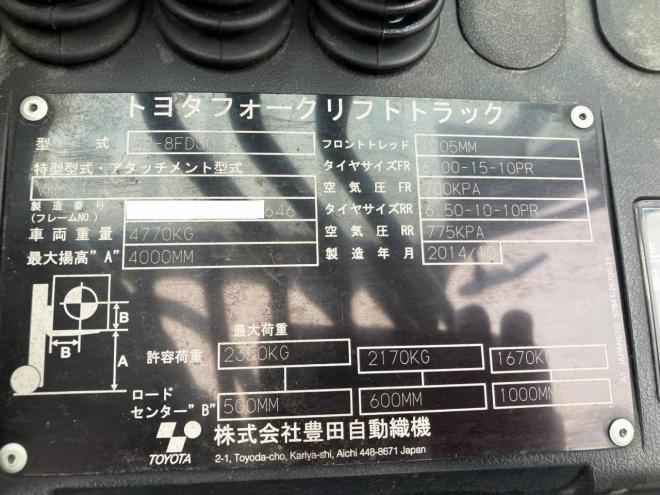 トヨタフォークリフトトラック
型式 -8FD30 フロントトレッド 205MM
特型型式・アタッチメント型式 タイヤサイズFR 00-15-10PR
製造番号 空気圧FR 700KPA
(フレームNO.) 646 タイヤサイズRR 6.50-10-10PR
車両重量 4770KG 空気圧RR 775KPA
最大揚高"A" 4000MM 製造年月 2014/10
B
B
A
最大荷重
許容荷重 2350KG 2170KG 1670KG
ロード
センター"B" 500MM 600MM 1000MM
TOYOTA 株式会社豊田自動織機
2-1, Toyoda-cho, Kariya-shi, Aichi 448-8671 Japan